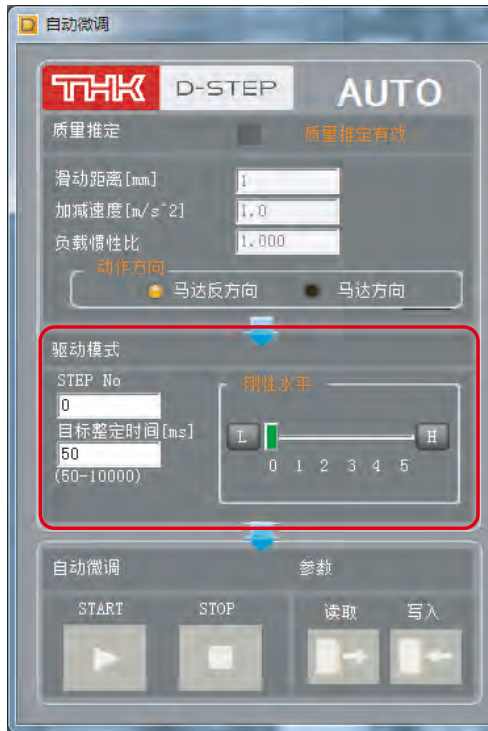 自动微调
THK D-STEP AUTO
质量推定 质量推定有效
滑动距离[mm] 1
加减速度[m/s^2] 1.0
负载惯性比 1.000
动作方向
马达反方向 马达方向
驱动模式
STEP No
0
目标整定时间[ms]
50
(50-10000)
刚性水平
L H
0 1 2 3 4 5
自动微调 参数
START STOP 读取 写入